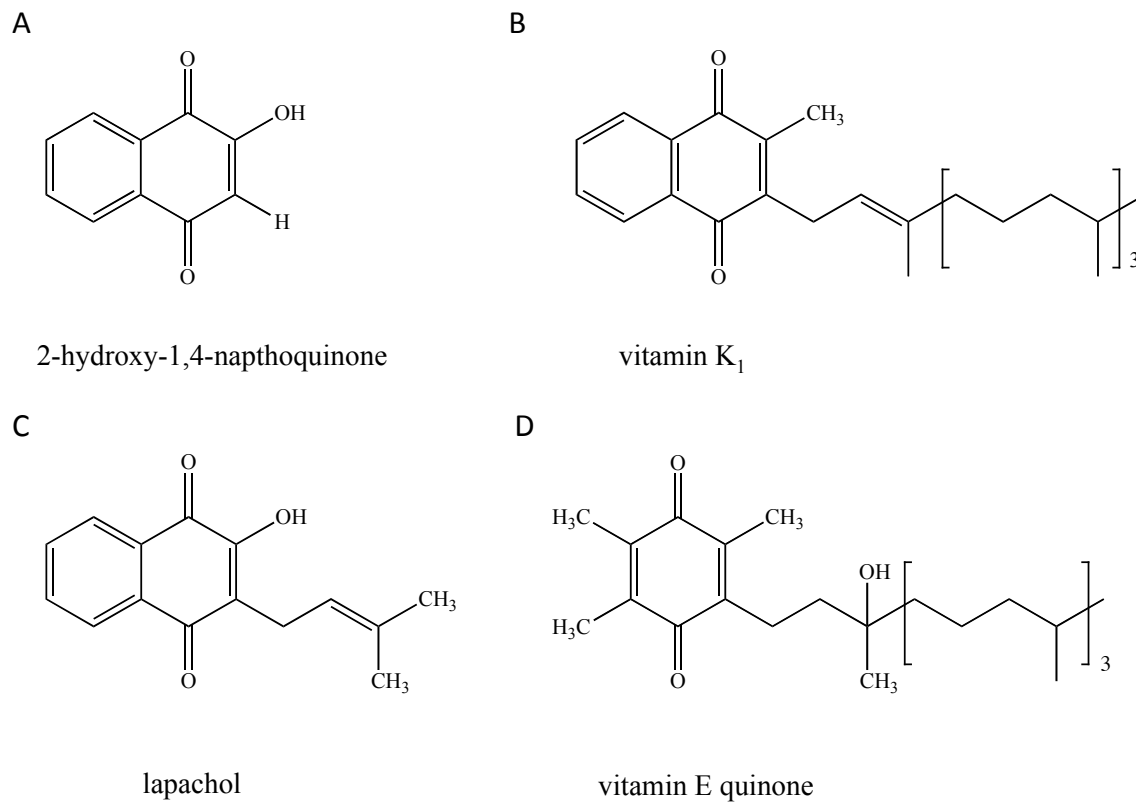 A
B
O
OH
H
O
O
CH₃
O
3
2-hydroxy-1,4-napthoquinone
vitamin K₁
C
D
O
OH
CH₃
CH₃
O
O
H₃C
CH₃
OH
H₃C
O
CH₃
3
lapachol
vitamin E quinone